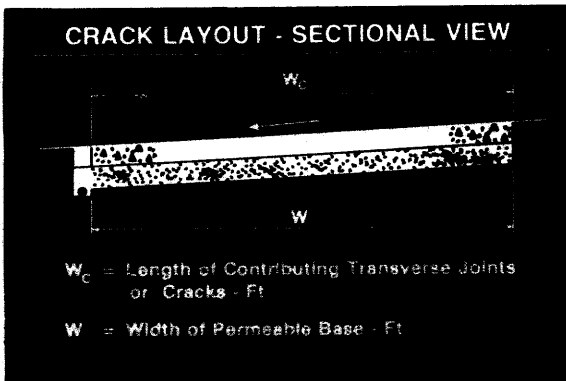 CRACK LAYOUT - SECTIONAL VIEW
Wc
W
Wc = Length of Contributing Transverse Joints
or Cracks - Ft
W = Width of Permeable Base - Ft